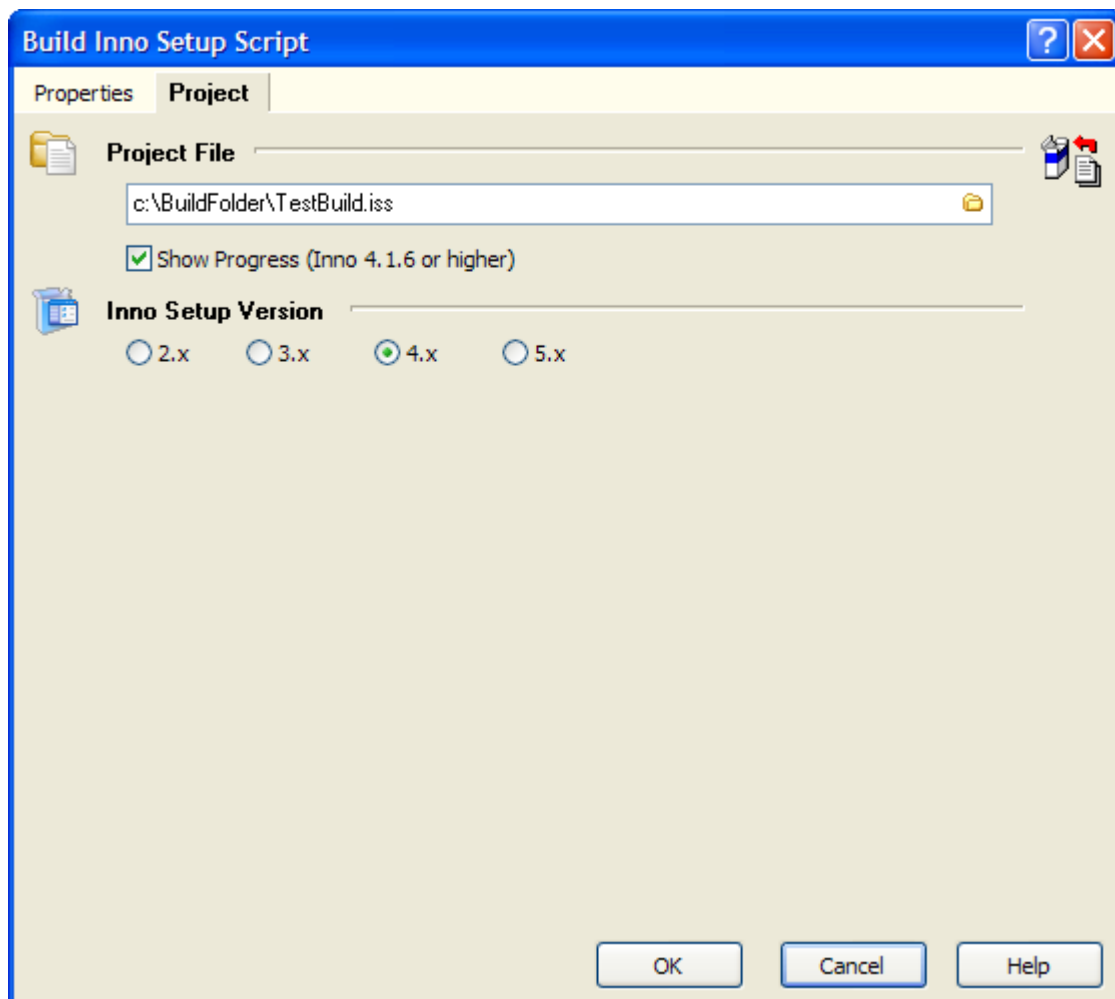 Build Inno Setup Script
Properties Project
Project File
c:\BuildFolder\TestBuild.iss
Show Progress (Inno 4.1.6 or higher)
Inno Setup Version
2.x 3.x 4.x 5.x
OK Cancel Help